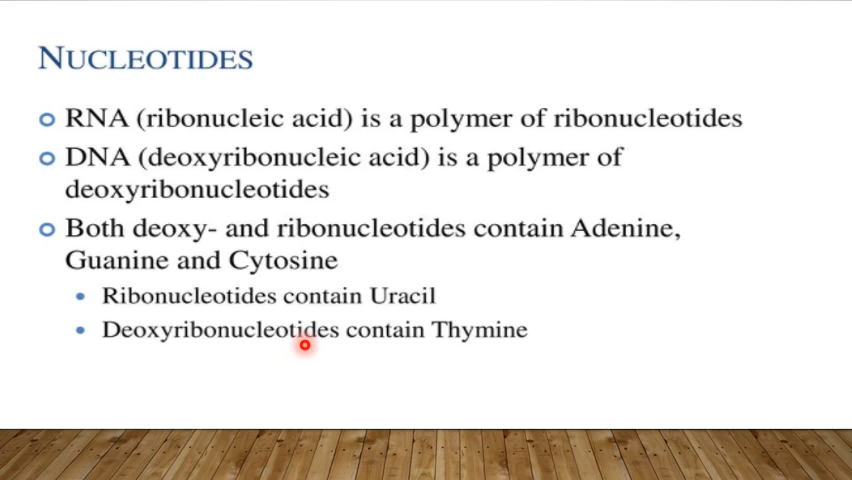 NUCLEOTIDES
RNA (ribonucleic acid) is a polymer of ribonucleotides
DNA (deoxyribonucleic acid) is a polymer of
deoxyribonucleotides
Both deoxy- and ribonucleotides contain Adenine,
Guanine and Cytosine
Ribonucleotides contain Uracil
Deoxyribonucleotides contain Thymine